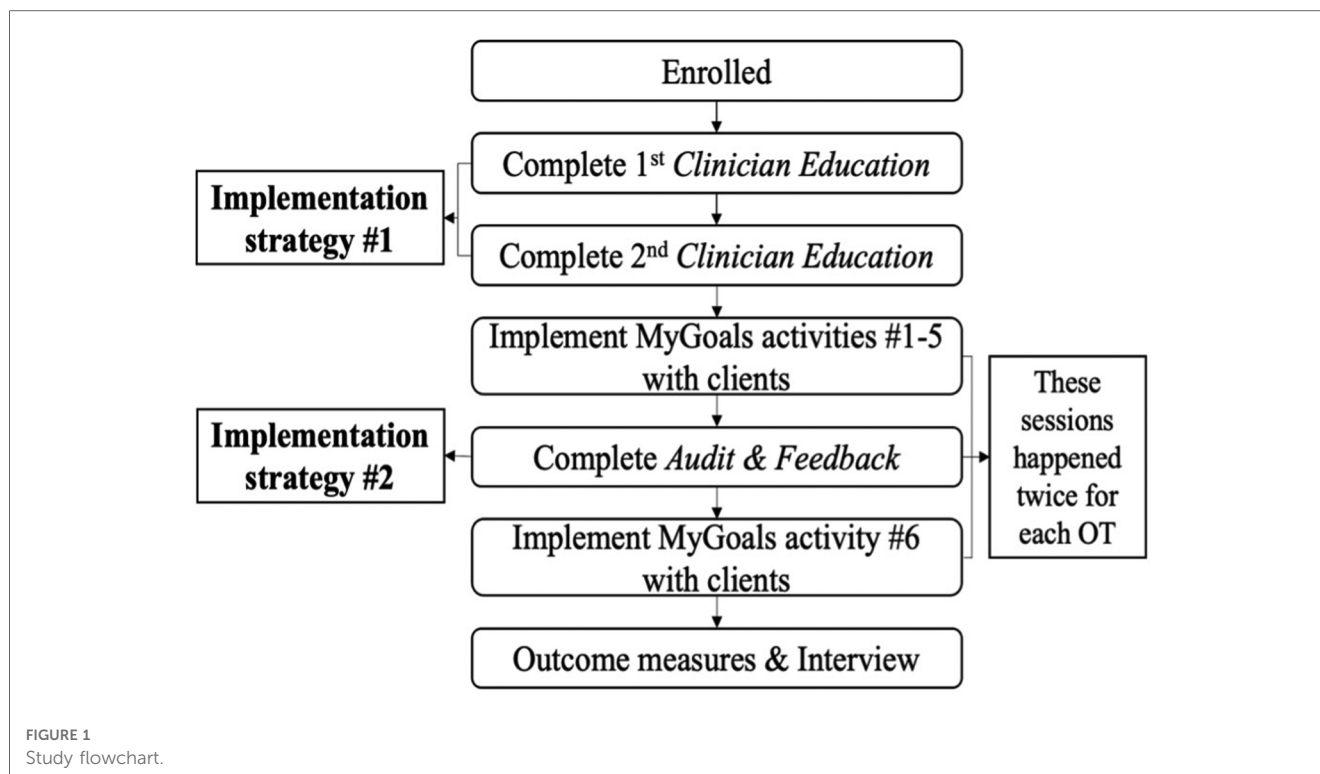 Enrolled
Complete 1st Clinician Education
Implementation
strategy #1
Complete 2nd Clinician Education
Implement MyGoals activities #1-5
with clients
These
sessions
happened
twice for
each OT
Implementation
strategy #2
Complete Audit & Feedback
Implement MyGoals activity #6
with clients
Outcome measures & Interview
FIGURE 1
Study flowchart.